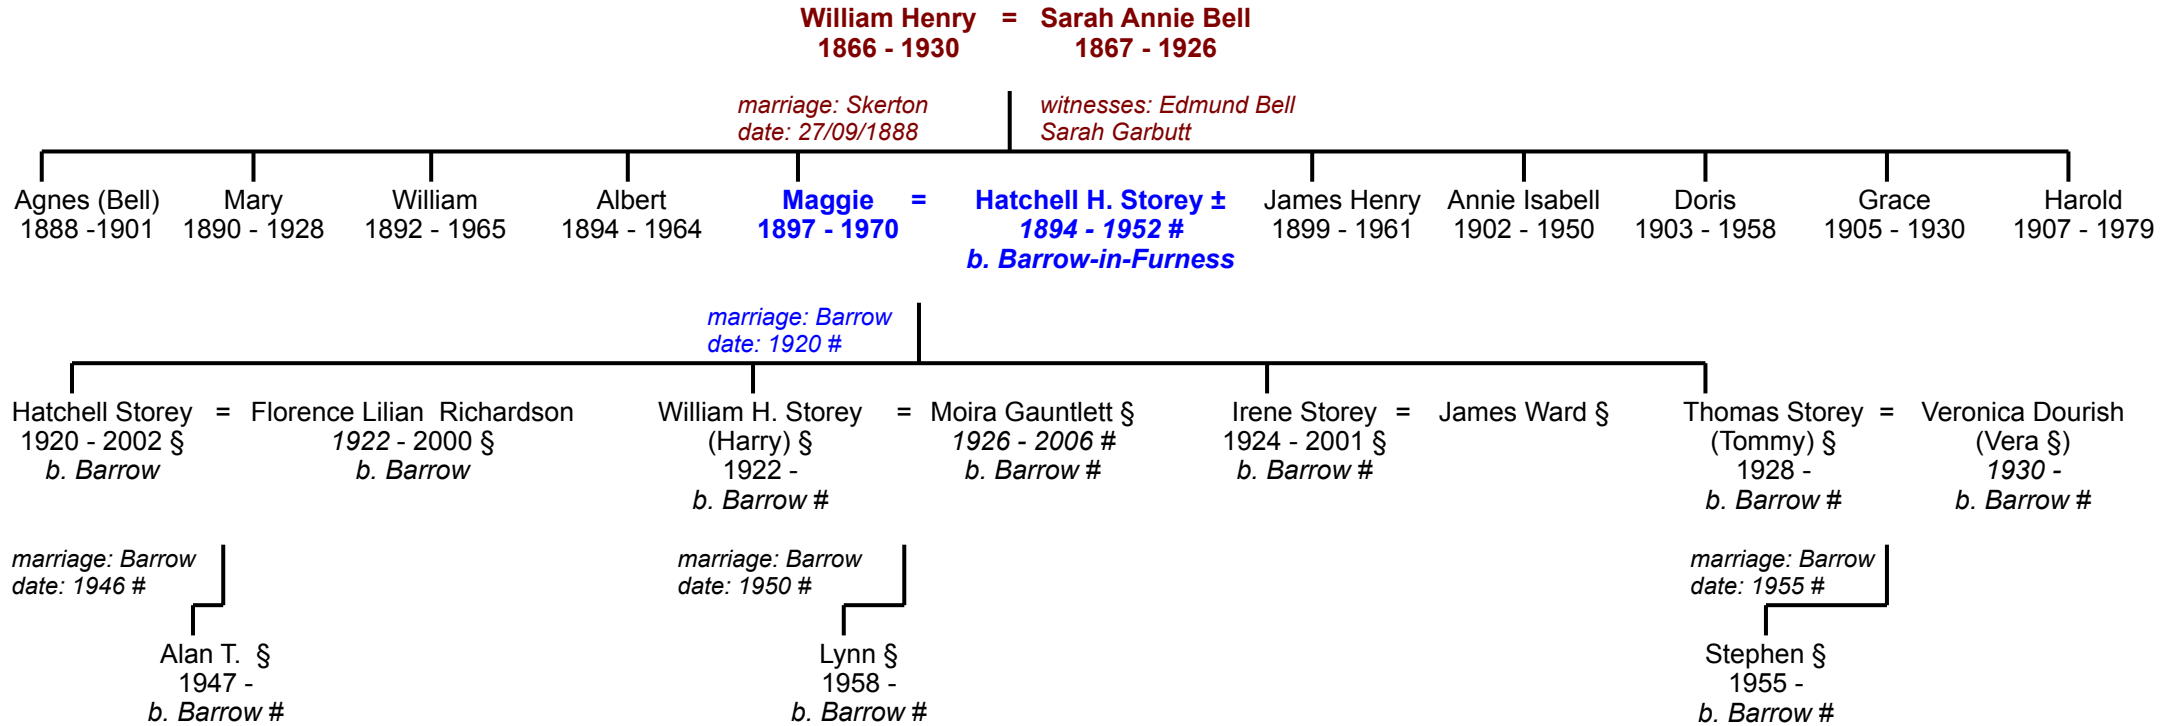 William Henry = Sarah Annie Bell
1866 - 1930 1867 - 1926
marriage: Skerton witnesses: Edmund Bell
date: 27/09/1888 Sarah Garbutt
Agnes (Bell) Mary William Albert Maggie = Hatchell H. Storey ± James Henry Annie Isabell Doris Grace Harold
1888 -1901 1890 - 1928 1892 - 1965 1894 - 1964 1897 - 1970 1894 - 1952 # 1899 - 1961 1902 - 1950 1903 - 1958 1905 - 1930 1907 - 1979
b. Barrow-in-Furness
marriage: Barrow
date: 1920 #
Hatchell Storey = Florence Lilian Richardson William H. Storey = Moira Gauntlett § Irene Storey = James Ward § Thomas Storey = Veronica Dourish
1920 - 2002 § 1922 - 2000 § (Harry) § 1926 - 2006 # 1924 - 2001 § (Tommy) § (Vera §)
b. Barrow b. Barrow 1922 - b. Barrow # b. Barrow # 1928 - 1930 -
b. Barrow # b. Barrow # b. Barrow #
marriage: Barrow marriage: Barrow marriage: Barrow
date: 1946 # date: 1950 # date: 1955 #
Alan T. § Lynn § Stephen §
1947 - 1958 - 1955 -
b. Barrow # b. Barrow # b. Barrow #